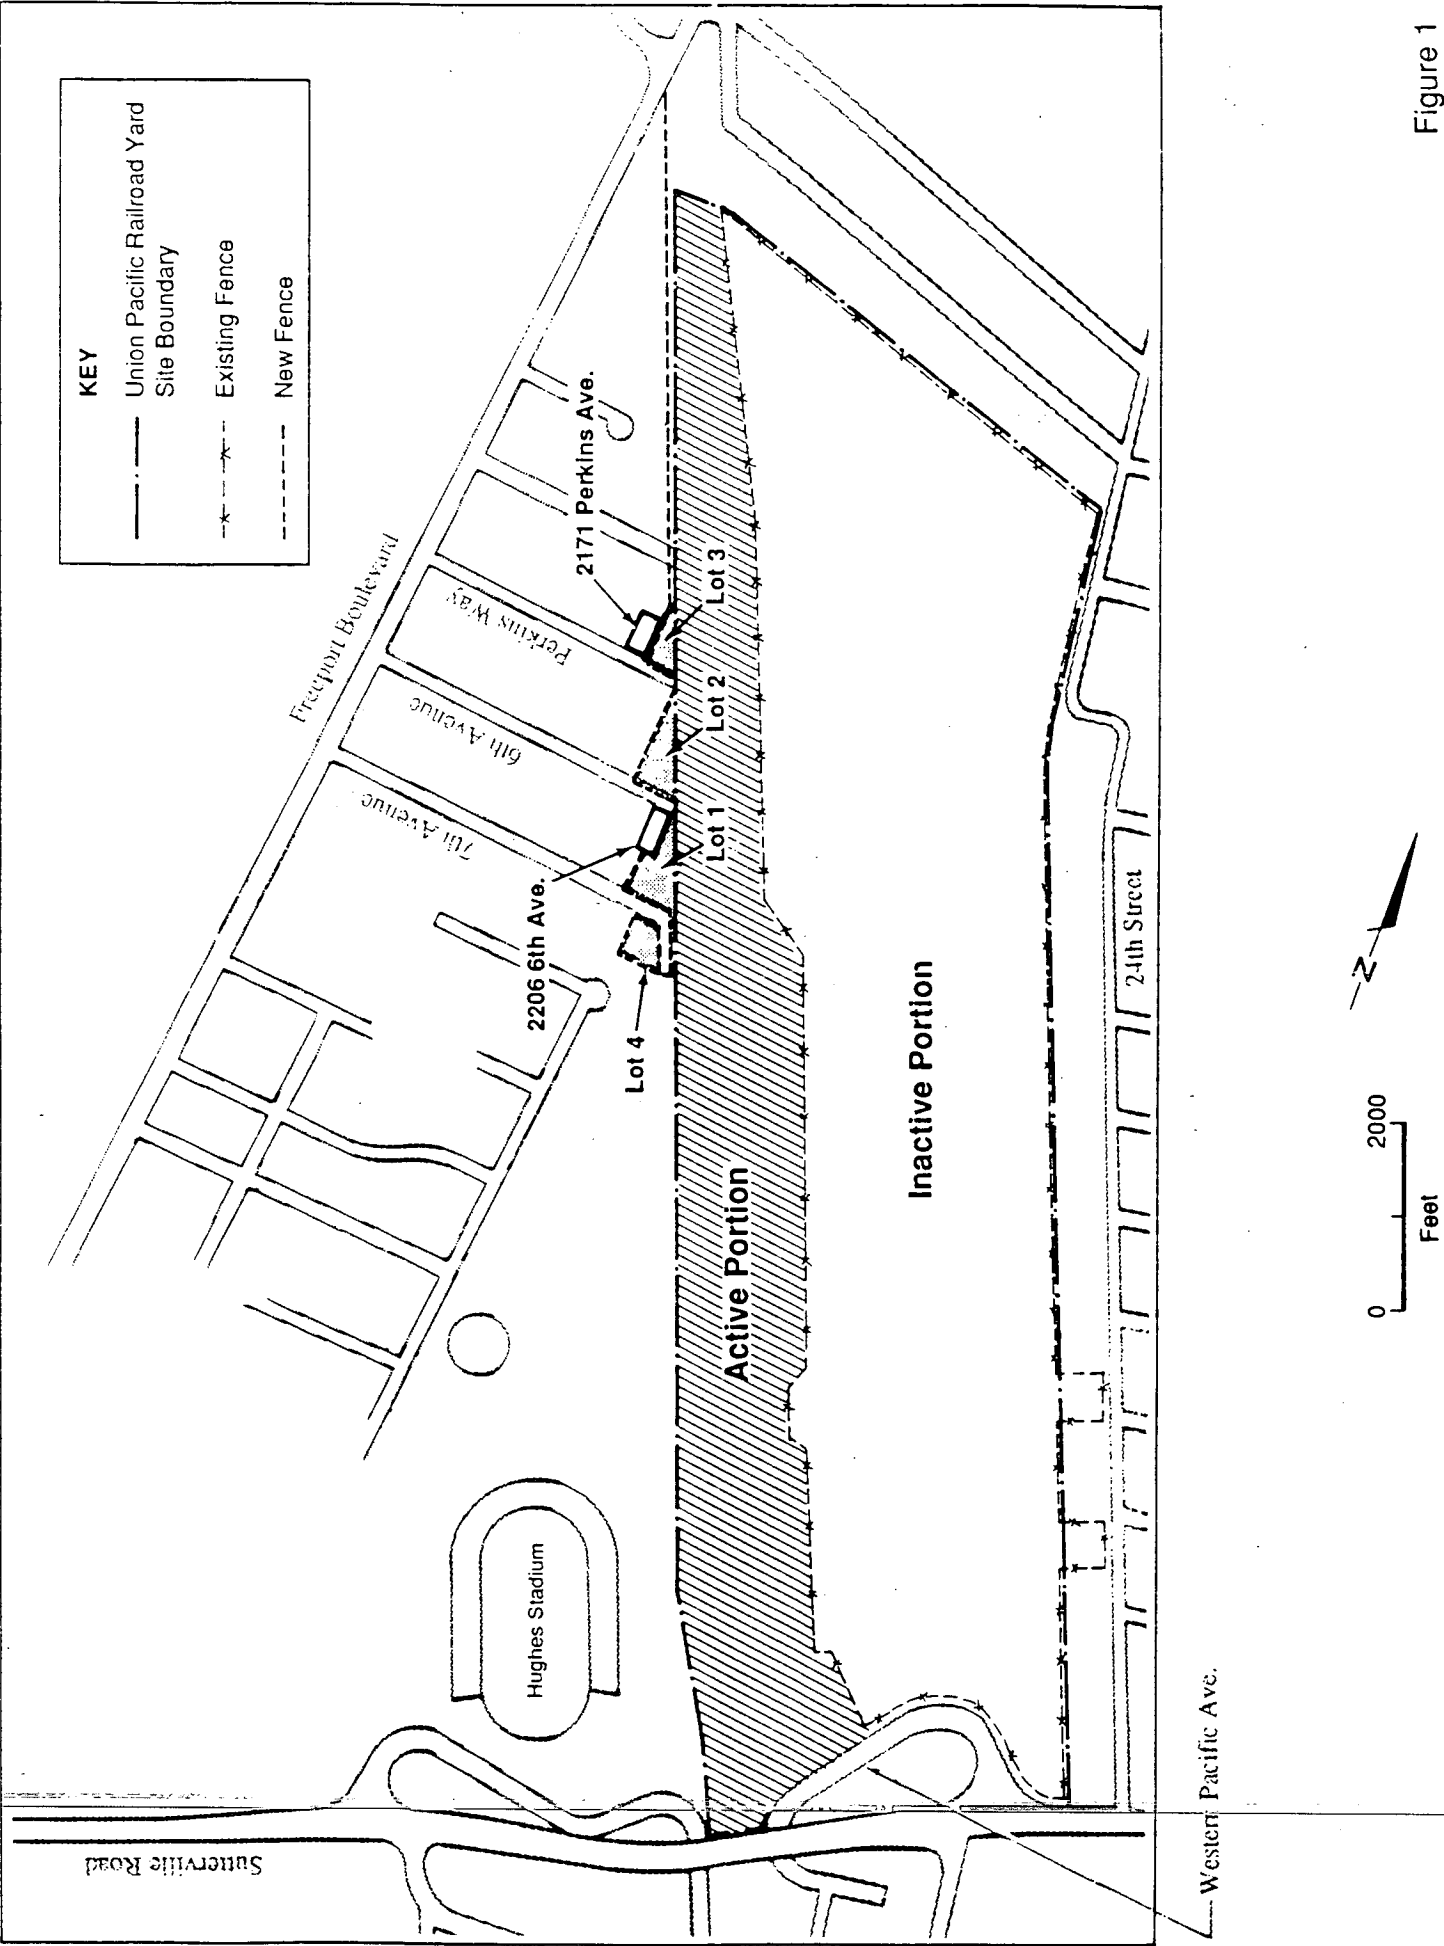 KEY
Union Pacific Railroad Yard
Site Boundary
Existing Fence
New Fence
Freeport Boulevard
Perkins Way
6th Avenue
7th Avenue
2171 Perkins Ave.
Lot 3
Lot 2
Lot 1
2206 6th Ave.
Lot 4
Active Portion
Inactive Portion
Hughes Stadium
24th Street
Sutterville Road
Western Pacific Ave.
N
0 2000
Feet
Figure 1